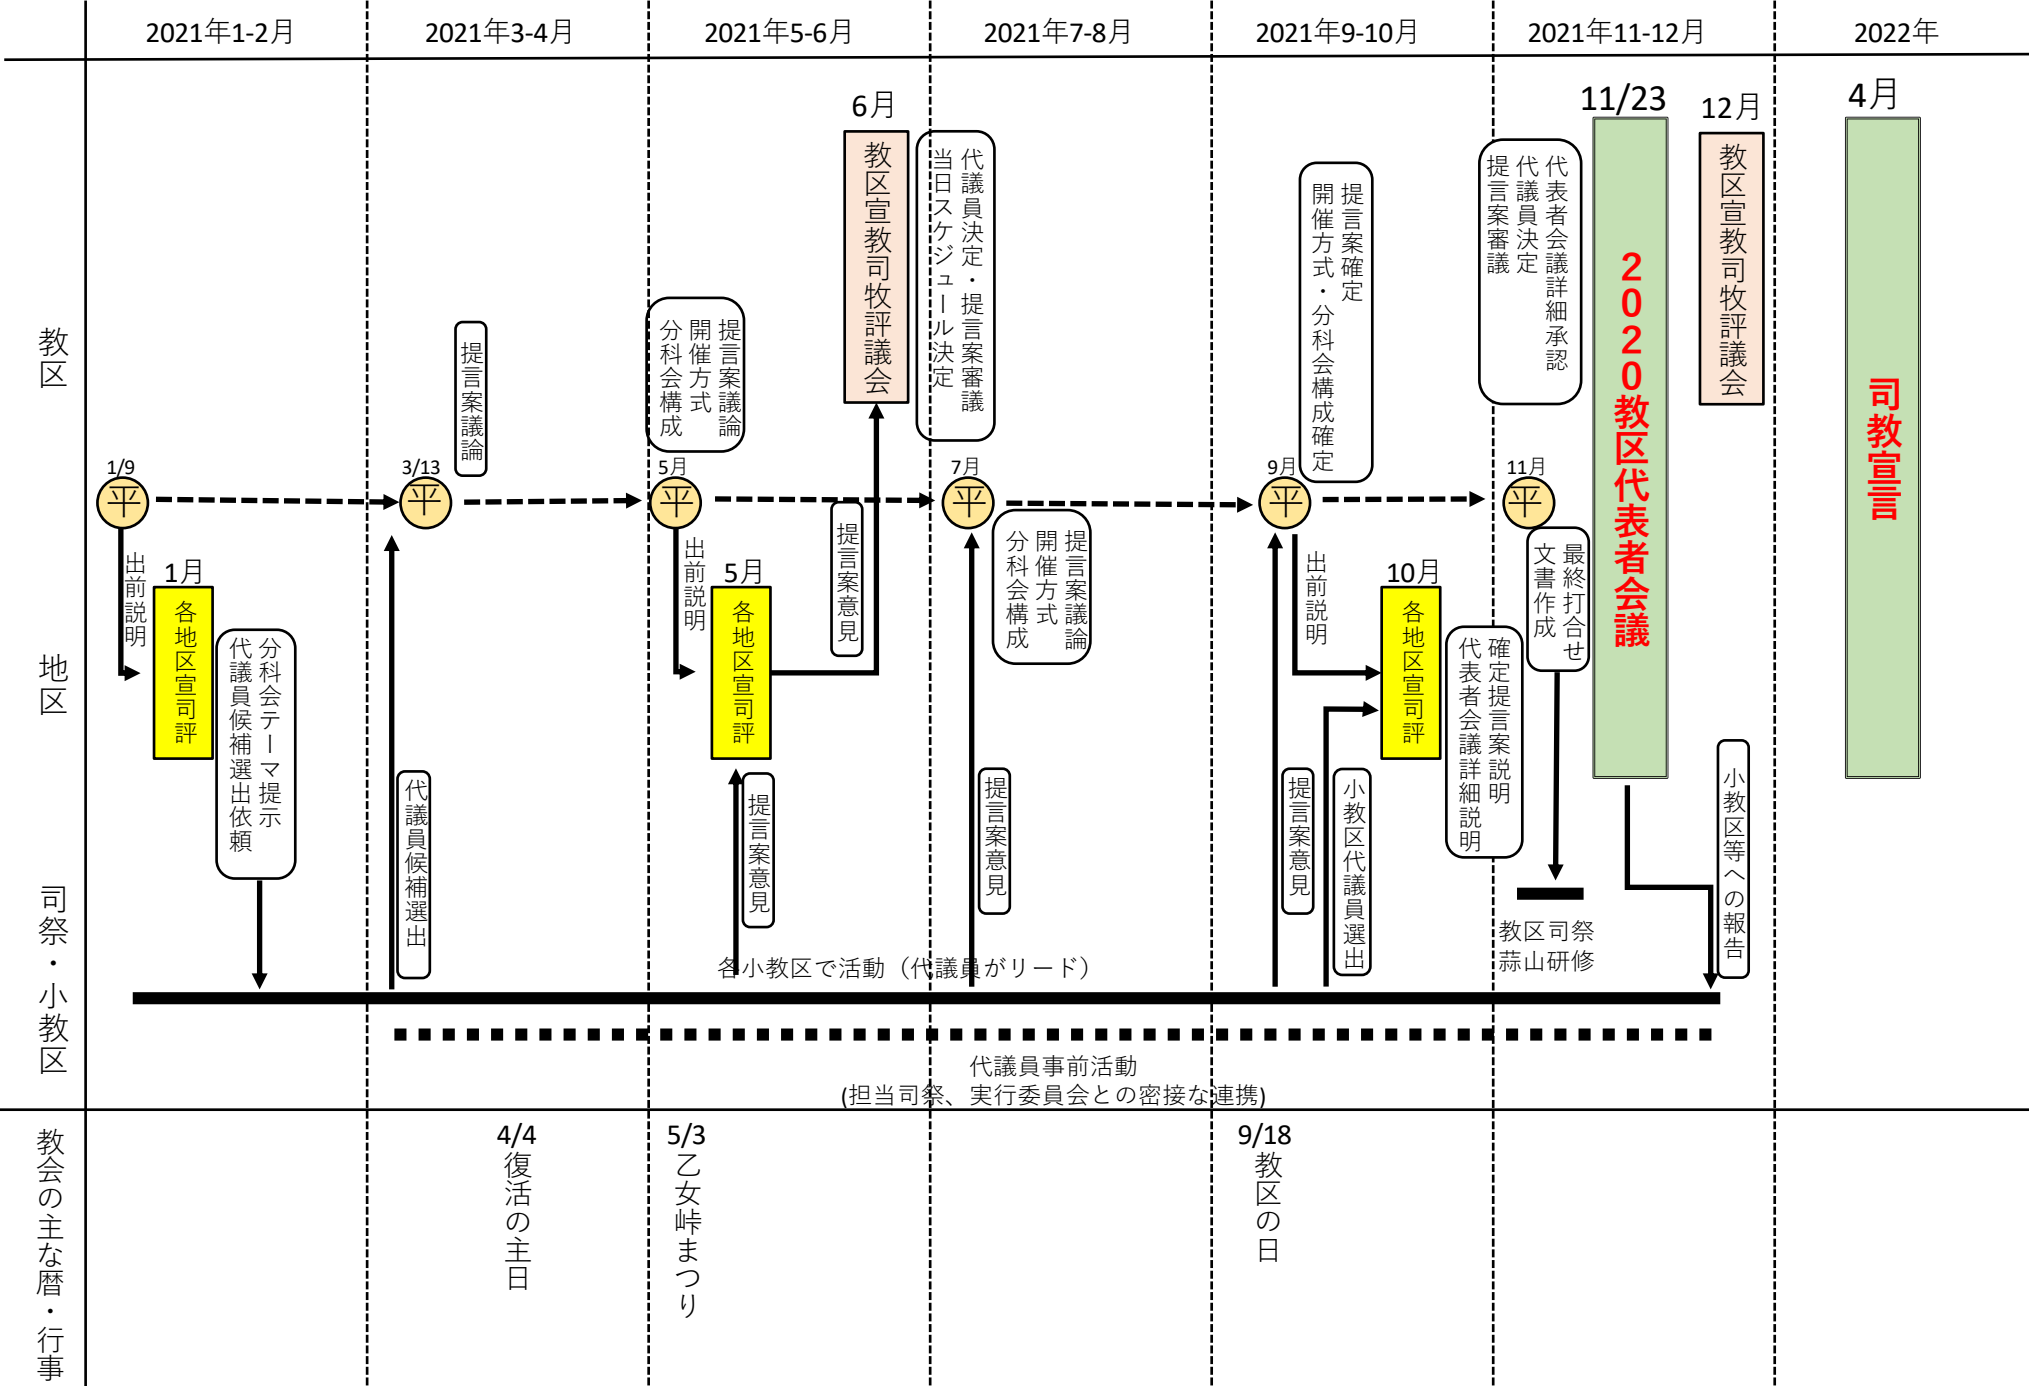 2021年1-2月
2021年3-4月
2021年5-6月
2021年7-8月
2021年9-10月
2021年11-12月
2022年
教区
地区
司祭・小教区
教会の主な暦・行事
1/9
平
出前説明
1月
各地区宣司評
分科会テーマ提示
代議員候補選出依頼
3/13
平
提言案議論
代議員候補選出
5月
平
提言案議論
開催方式
分科会構成
出前説明
5月
各地区宣司評
提言案意見
提言案意見
6月
教区宣教司牧評議会
代議員決定・提言案審議
当日スケジュール決定
7月
平
提言案議論
開催方式
分科会構成
提言案意見
9月
平
提言案確定
開催方式・分科会構成確定
出前説明
提言案意見
小教区代議員選出
10月
各地区宣司評
確定提言案説明
代表者会議詳細説明
代表者会議詳細承認
代議員決定
提言案審議
11月
平
最終打合せ
文書作成
教区司祭
蒜山研修
11/23
2020教区代表者会議
12月
教区宣教司牧評議会
小教区等への報告
4月
司教宣言
各小教区で活動（代議員がリード）
代議員事前活動
(担当司祭、実行委員会との密接な連携)
4/4
復活の主日
5/3
乙女峠まつり
9/18
教区の日